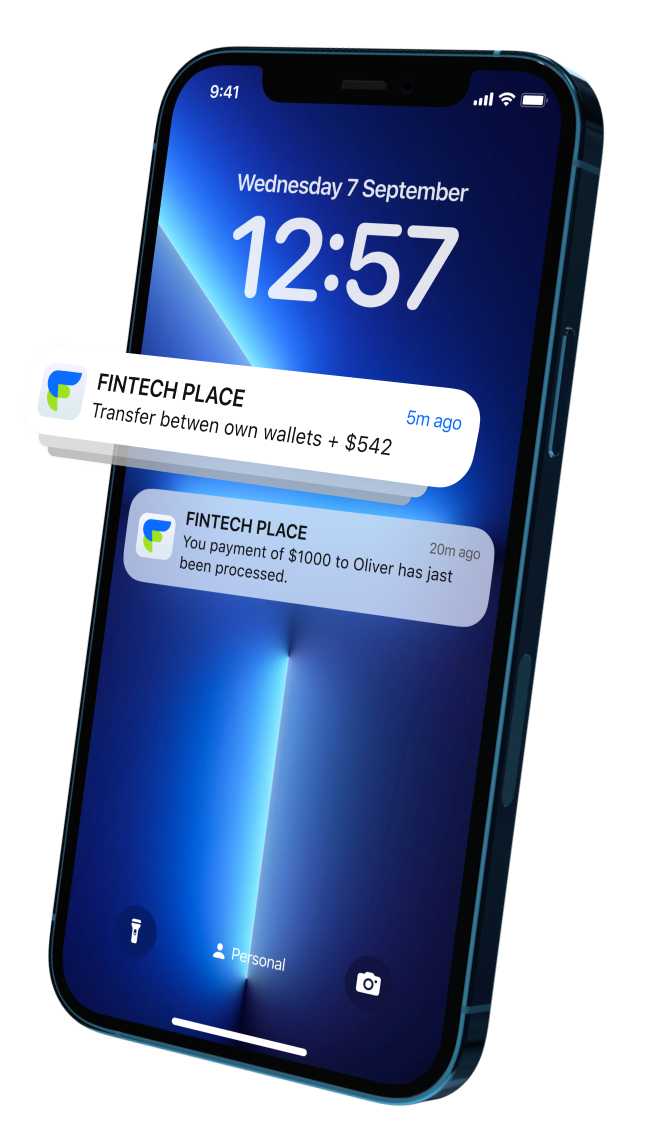 9:41
Wednesday 7 September
12:57
FINTECH PLACE
5m ago
Transfer betwen own wallets + $542
FINTECH PLACE
20m ago
You payment of $1000 to Oliver has jast
been processed.
Personal